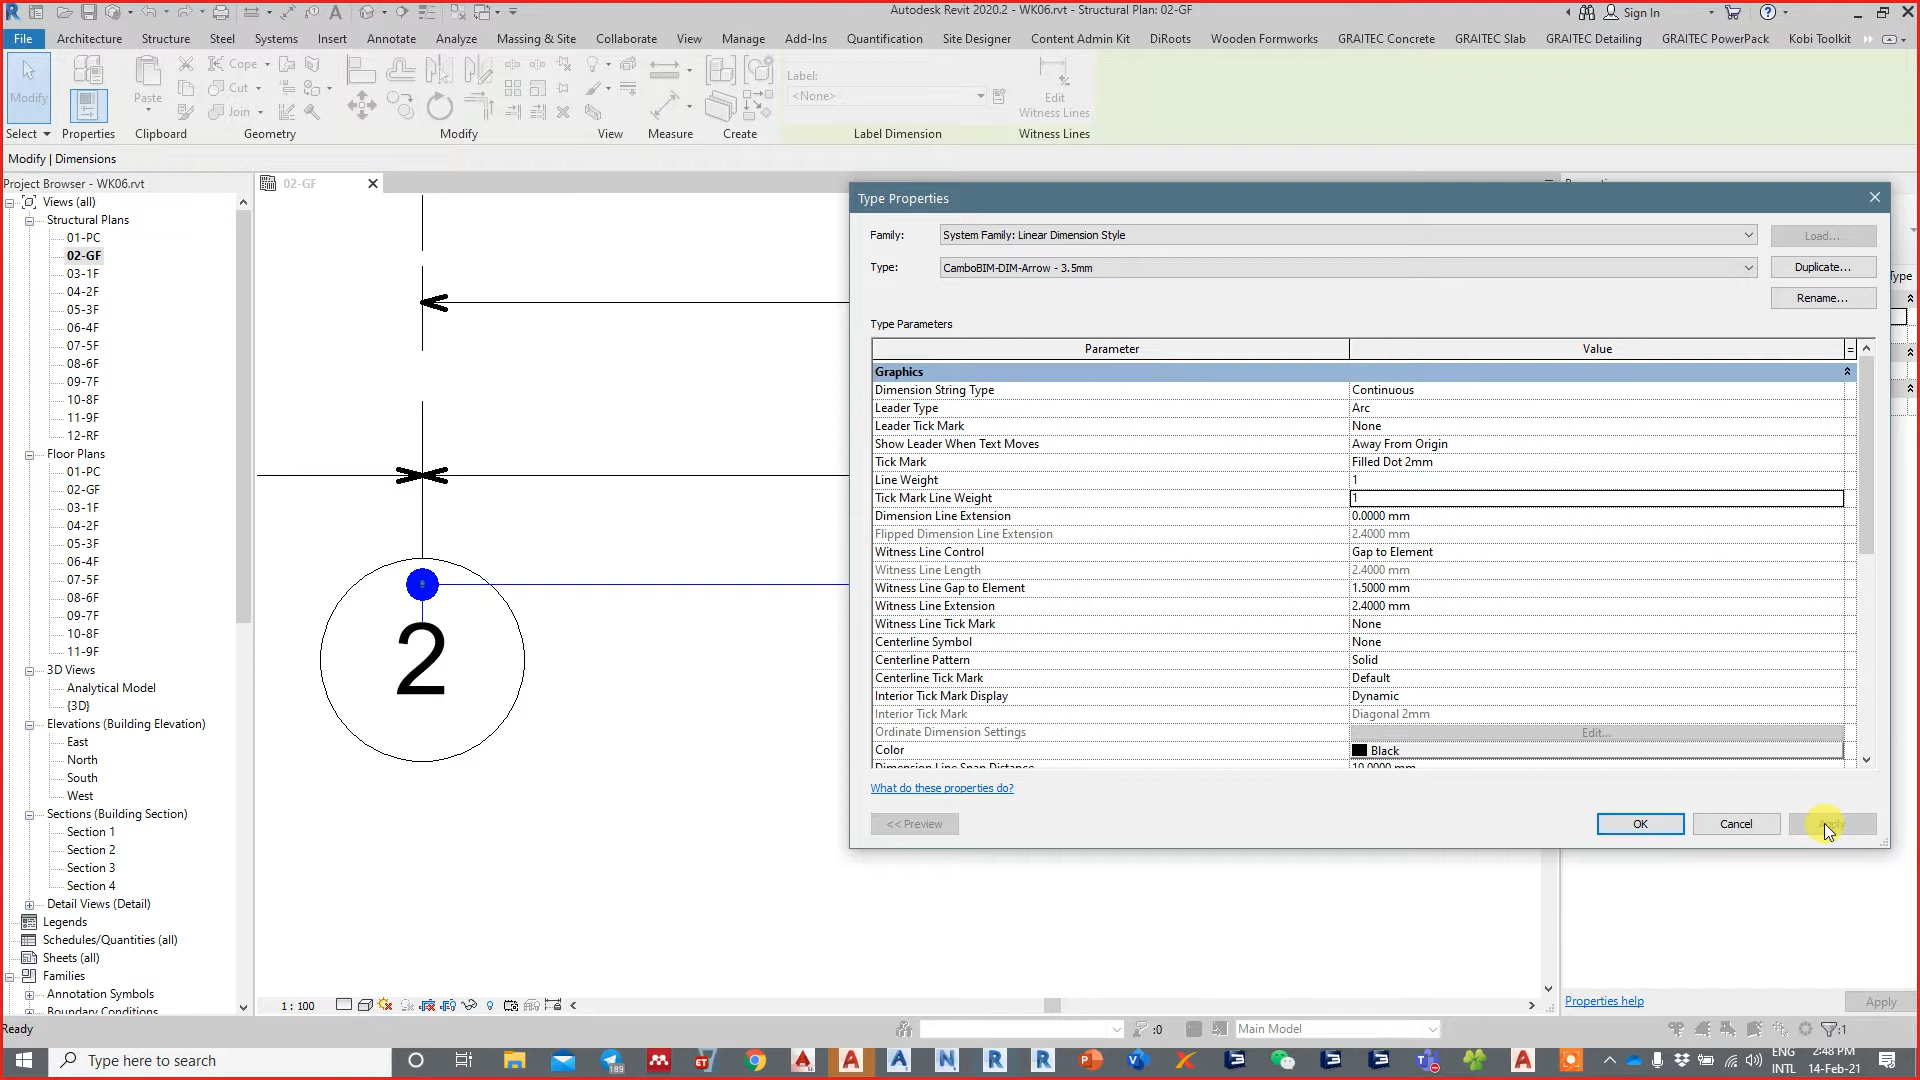 Autodesk Revit 2020.2 - WK06.rvt - Structural Plan: 02-GF
Sign In
File Architecture Structure Steel Systems Insert Annotate Analyze Massing & Site Collaborate View Manage Add-Ins Quantification Site Designer Content Admin Kit DiRoots Wooden Formworks GRAITEC Concrete GRAITEC Slab GRAITEC Detailing GRAITEC PowerPack Kobi Toolkit
Modify
Paste
Cope
Cut
Join
Label:
<None>
Edit
Witness Lines
Select Properties Clipboard Geometry Modify View Measure Create Label Dimension Witness Lines
Modify | Dimensions
Project Browser - WK06.rvt
Views (all)
Structural Plans
01-PC
02-GF
03-1F
04-2F
05-3F
06-4F
07-5F
08-6F
09-7F
10-8F
11-9F
12-RF
Floor Plans
01-PC
02-GF
03-1F
04-2F
05-3F
06-4F
07-5F
08-6F
09-7F
10-8F
11-9F
3D Views
Analytical Model
{3D}
Elevations (Building Elevation)
East
North
South
West
Sections (Building Section)
Section 1
Section 2
Section 3
Section 4
Detail Views (Detail)
Legends
Schedules/Quantities (all)
Sheets (all)
Families
Annotation Symbols
Boundary Conditions
02-GF
2
Type Properties
Family: System Family: Linear Dimension Style Load...
Type: CamboBIM-DIM-Arrow - 3.5mm Duplicate...
Rename...
Type Parameters
Parameter Value =
Graphics
Dimension String Type Continuous
Leader Type Arc
Leader Tick Mark None
Show Leader When Text Moves Away From Origin
Tick Mark Filled Dot 2mm
Line Weight 1
Tick Mark Line Weight 1
Dimension Line Extension 0.0000 mm
Flipped Dimension Line Extension 2.4000 mm
Witness Line Control Gap to Element
Witness Line Length 2.4000 mm
Witness Line Gap to Element 1.5000 mm
Witness Line Extension 2.4000 mm
Witness Line Tick Mark None
Centerline Symbol None
Centerline Pattern Solid
Centerline Tick Mark Default
Interior Tick Mark Display Dynamic
Interior Tick Mark Diagonal 2mm
Ordinate Dimension Settings Edit...
Color Black
Dimension Line Snap Distance 10.0000 mm
What do these properties do?
<< Preview OK Cancel Apply
Type
Properties help Apply
1 : 100
Ready
:0
Main Model
:1
Type here to search
189
ENG
INTL
2:48 PM
14-Feb-21